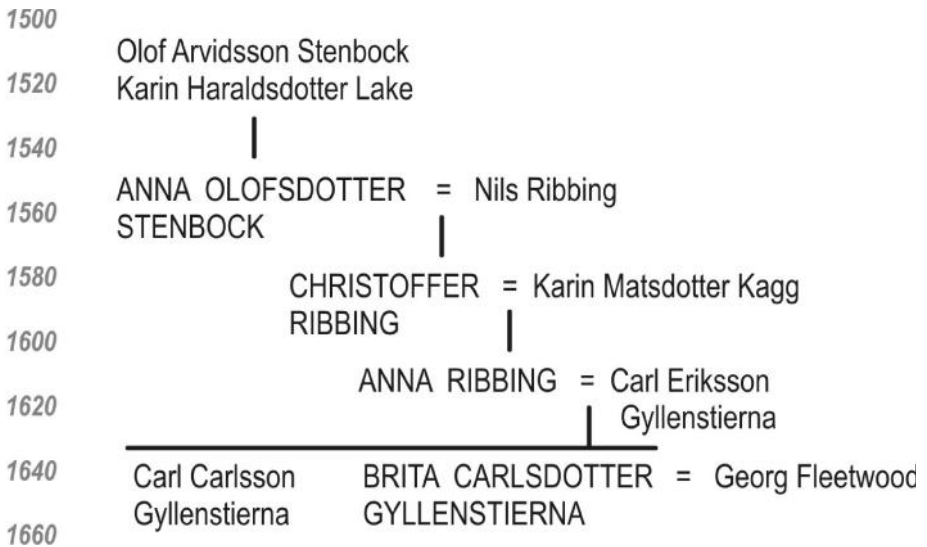 1500
Olof Arvidsson Stenbock
1520 Karin Haraldsdotter Lake
1540
ANNA OLOFSDOTTER = Nils Ribbing
1560 STENBOCK
1580 CHRISTOFFER = Karin Matsdotter Kagg
RIBBING
1600
ANNA RIBBING = Carl Eriksson
1620 Gyllenstierna
1640 Carl Carlsson BRITA CARLSDOTTER = Georg Fleetwood
Gyllenstierna GYLLENSTIERNA
1660